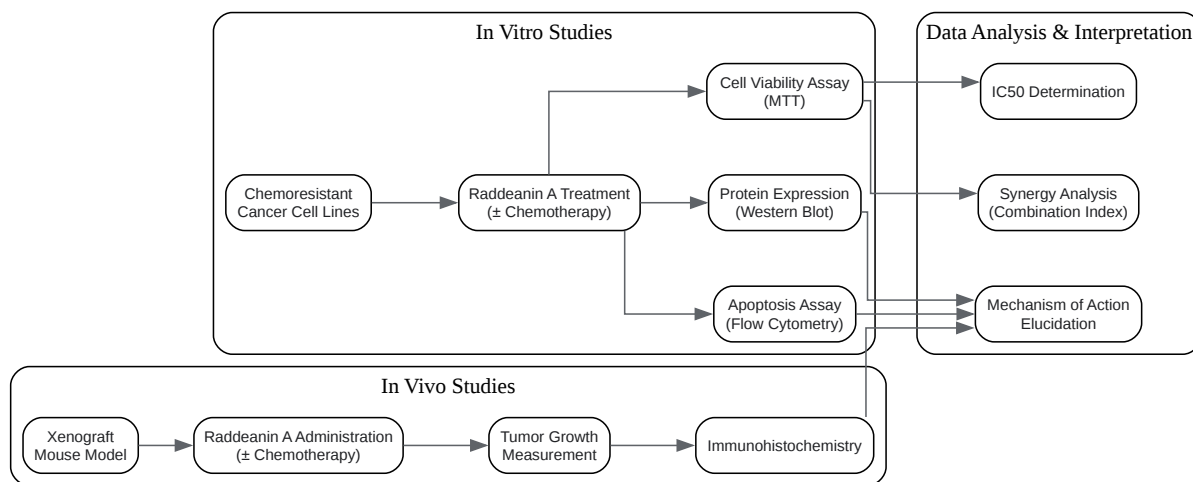 In Vitro Studies
Chemoresistant
Cancer Cell Lines
Raddeanin A Treatment
(± Chemotherapy)
Cell Viability Assay
(MTT)
Protein Expression
(Western Blot)
Apoptosis Assay
(Flow Cytometry)
Data Analysis & Interpretation
IC50 Determination
Synergy Analysis
(Combination Index)
Mechanism of Action
Elucidation
In Vivo Studies
Xenograft
Mouse Model
Raddeanin A Administration
(± Chemotherapy)
Tumor Growth
Measurement
Immunohistochemistry